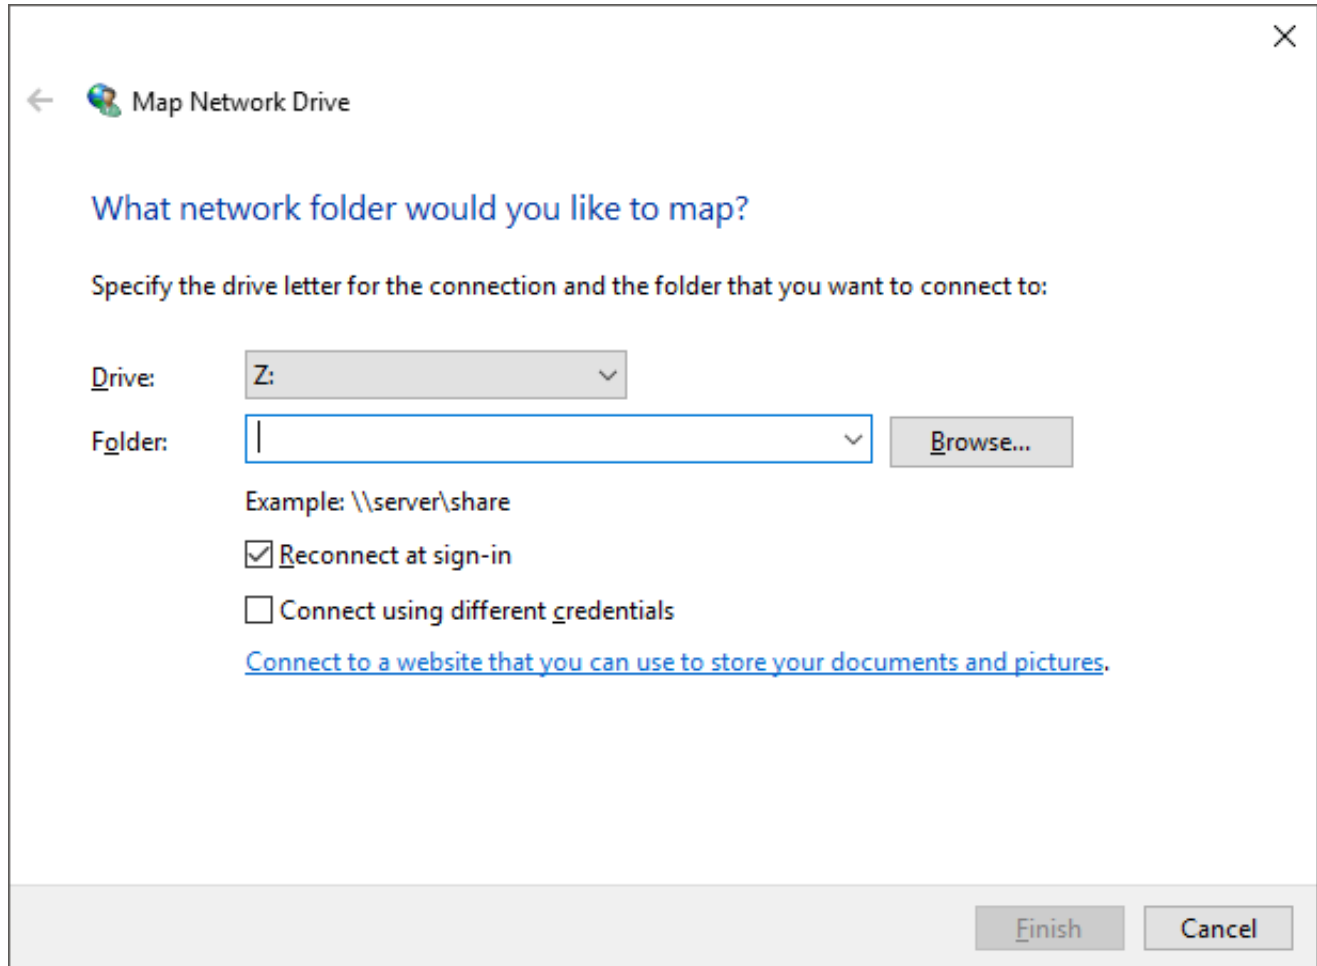 Map Network Drive
What network folder would you like to map?
Specify the drive letter for the connection and the folder that you want to connect to:
Drive: Z:
Folder: Browse...
Example: \\server\share
Reconnect at sign-in
Connect using different credentials
Connect to a website that you can use to store your documents and pictures.
Finish Cancel